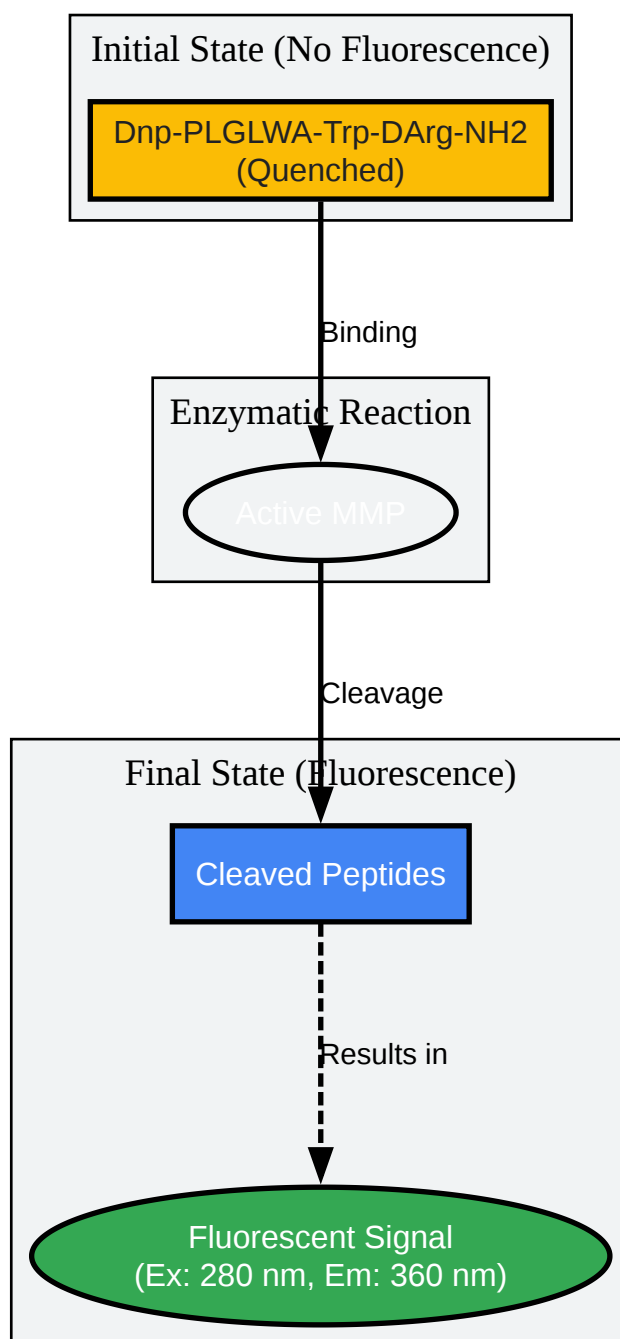 Initial State (No Fluorescence)
Dnp-PLGLWA-Trp-DArg-NH2
(Quenched)
Binding
Enzymatic Reaction
Active MMP
Cleavage
Final State (Fluorescence)
Cleaved Peptides
Results in
Fluorescent Signal
(Ex: 280 nm, Em: 360 nm)